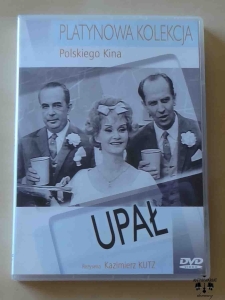 PLATYNOWA KOLEKCJA
Polskiego Kina
UPAŁ
Kazimierz KUTZ
DVD